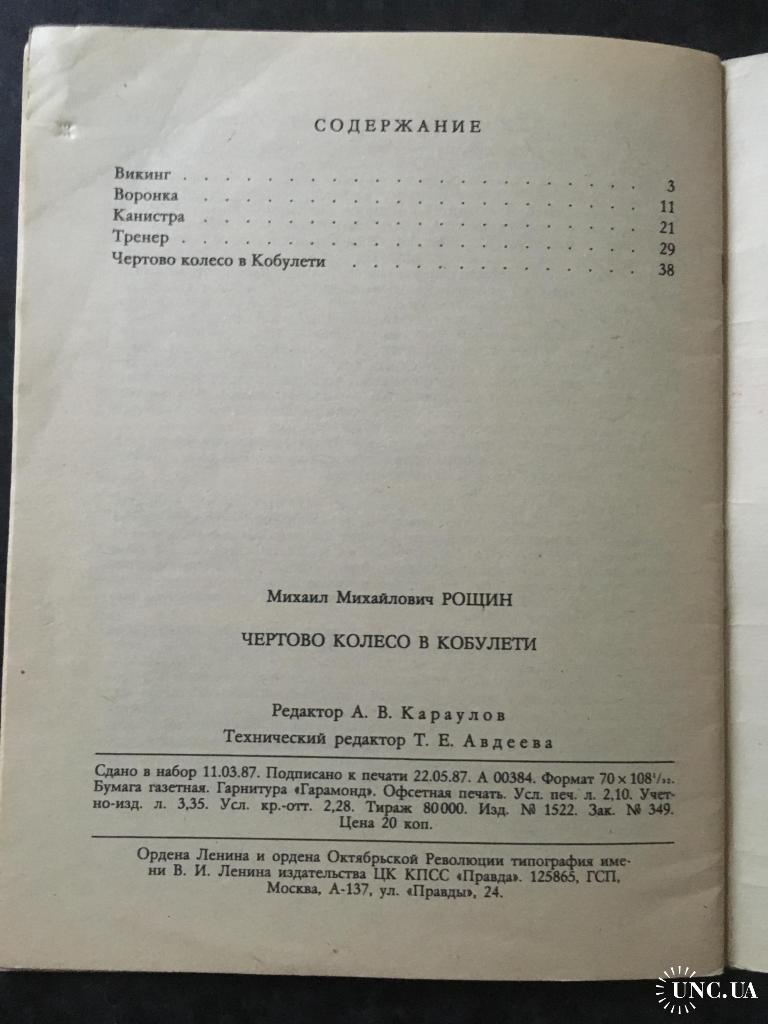 СОДЕРЖАНИЕ
Викинг . . . . . . . . . . . . . . . . . . . . . . 3
Воронка . . . . . . . . . . . . . . . . . . . . . 11
Канистра . . . . . . . . . . . . . . . . . . . . . 21
Тренер . . . . . . . . . . . . . . . . . . . . . . 29
Чертово колесо в Кобулети . . . . . . . . . . . . . 38
Михаил Михайлович РОЩИН
ЧЕРТОВО КОЛЕСО В КОБУЛЕТИ
Редактор А. В. Караулов
Технический редактор Т. Е. Авдеева
Сдано в набор 11.03.87. Подписано к печати 22.05.87. А 00384. Формат 70 × 108¹/₃₂.
Бумага газетная. Гарнитура «Гарамонд». Офсетная печать. Усл. печ. л. 2,10. Учет-
но-изд. л. 3,35. Усл. кр.-отт. 2,28. Тираж 80000. Изд. № 1522. Зак. № 349.
Цена 20 коп.
Ордена Ленина и ордена Октябрьской Революции типография име-
ни В. И. Ленина издательства ЦК КПСС «Правда». 125865, ГСП,
Москва, А-137, ул. «Правды», 24.
UNC.UA